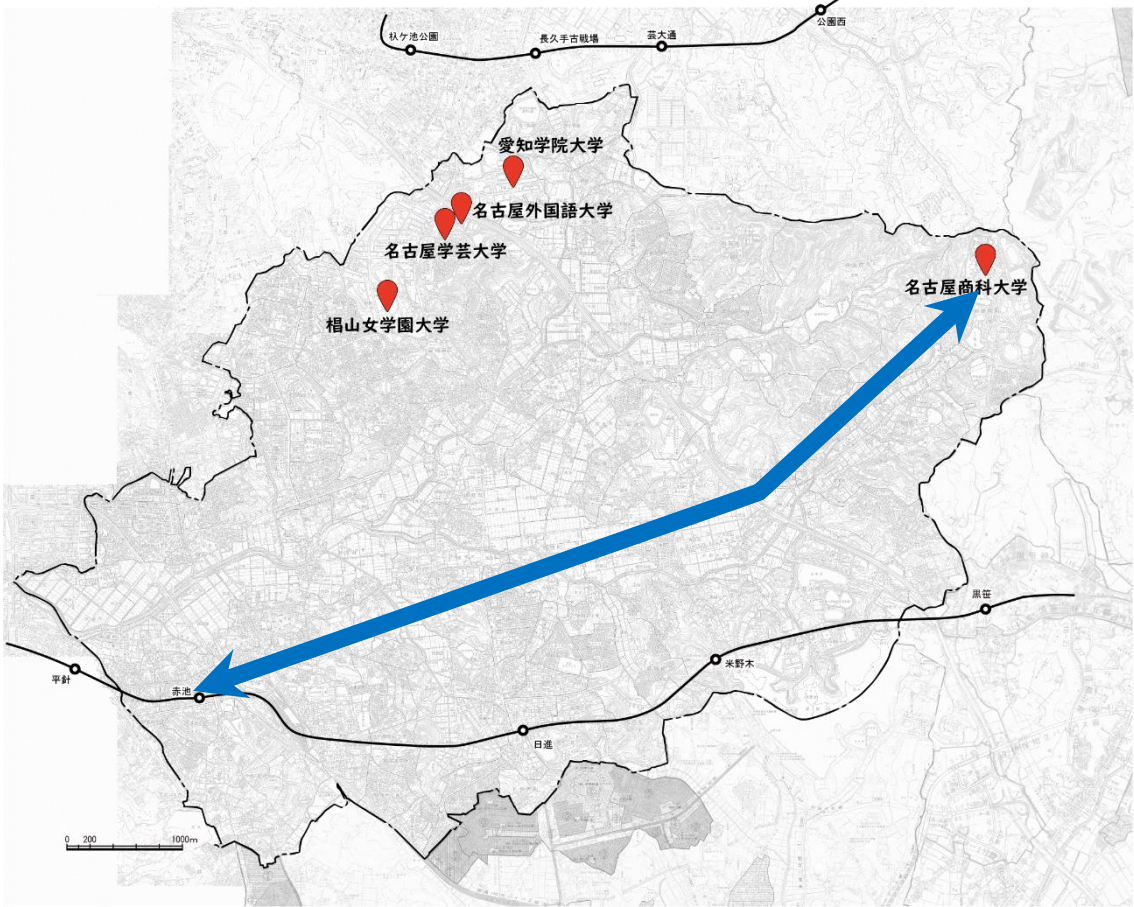 杁ケ池公園
長久手古戦場
芸大通
公園西
愛知学院大学
名古屋外国語大学
名古屋学芸大学
椙山女学園大学
名古屋商科大学
黒笹
米野木
平針
赤池
日進
0 200 1000m